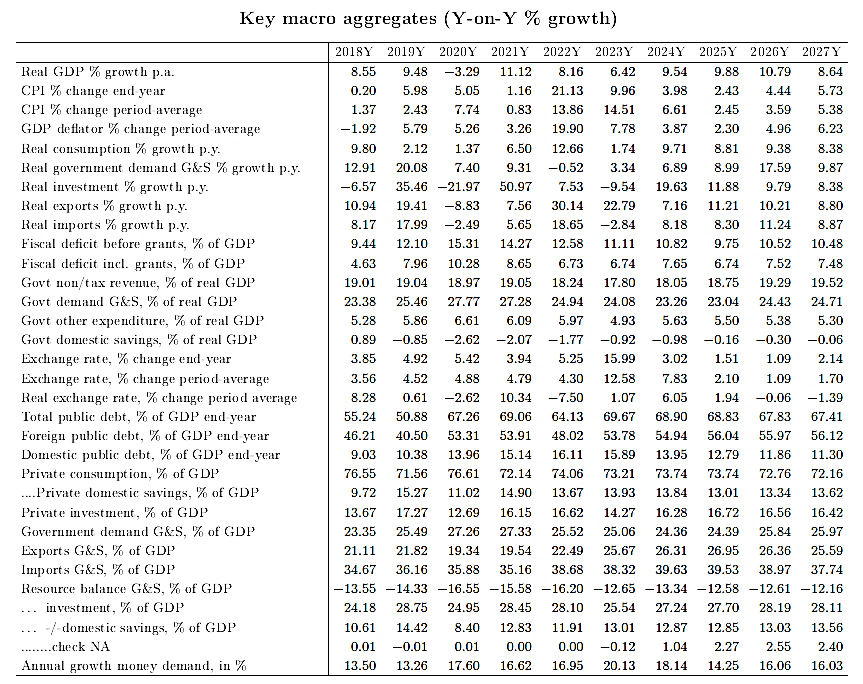 Key macro aggregates (Y-on-Y % growth)
2018Y 2019Y 2020Y 2021Y 2022Y 2023Y 2024Y 2025Y 2026Y 2027Y
Real GDP % growth p.a. 8.55 9.48 −3.29 11.12 8.16 6.42 9.54 9.88 10.79 8.64
CPI % change end-year 0.20 5.98 5.05 1.16 21.13 9.96 3.98 2.43 4.44 5.73
CPI % change period-average 1.37 2.43 7.74 0.83 13.86 14.51 6.61 2.45 3.59 5.38
GDP deflator % change period-average −1.92 5.79 5.26 3.26 19.90 7.78 3.87 2.30 4.96 6.23
Real consumption % growth p.y. 9.80 2.12 1.37 6.50 12.66 1.74 9.71 8.81 9.38 8.38
Real government demand G&S % growth p.y. 12.91 20.08 7.40 9.31 −0.52 3.34 6.89 8.99 17.59 9.87
Real investment % growth p.y. −6.57 35.46 −21.97 50.97 7.53 −9.54 19.63 11.88 9.79 8.38
Real exports % growth p.y. 10.94 19.41 −8.83 7.56 30.14 22.79 7.16 11.21 10.21 8.80
Real imports % growth p.y. 8.17 17.99 −2.49 5.65 18.65 −2.84 8.18 8.30 11.24 8.87
Fiscal deficit before grants, % of GDP 9.44 12.10 15.31 14.27 12.58 11.11 10.82 9.75 10.52 10.48
Fiscal deficit incl. grants, % of GDP 4.63 7.96 10.28 8.65 6.73 6.74 7.65 6.74 7.52 7.48
Govt non/tax revenue, % of real GDP 19.01 19.04 18.97 19.05 18.24 17.80 18.05 18.75 19.29 19.52
Govt demand G&S, % of real GDP 23.38 25.46 27.77 27.28 24.94 24.08 23.26 23.04 24.43 24.71
Govt other expenditure, % of real GDP 5.28 5.86 6.61 6.09 5.97 4.93 5.63 5.50 5.38 5.30
Govt domestic savings, % of real GDP 0.89 −0.85 −2.62 −2.07 −1.77 −0.92 −0.98 −0.16 −0.30 −0.06
Exchange rate, % change end-year 3.85 4.92 5.42 3.94 5.25 15.99 3.02 1.51 1.09 2.14
Exchange rate, % change period-average 3.56 4.52 4.88 4.79 4.30 12.58 7.83 2.10 1.09 1.70
Real exchange rate, % change period average 8.28 0.61 −2.62 10.34 −7.50 1.07 6.05 1.94 −0.06 −1.39
Total public debt, % of GDP end-year 55.24 50.88 67.26 69.06 64.13 69.67 68.90 68.83 67.83 67.41
Foreign public debt, % of GDP end-year 46.21 40.50 53.31 53.91 48.02 53.78 54.94 56.04 55.97 56.12
Domestic public debt, % of GDP end-year 9.03 10.38 13.96 15.14 16.11 15.89 13.95 12.79 11.86 11.30
Private consumption, % of GDP 76.55 71.56 76.61 72.14 74.06 73.21 73.74 73.74 72.76 72.16
....Private domestic savings, % of GDP 9.72 15.27 11.02 14.90 13.67 13.93 13.84 13.01 13.34 13.62
Private investment, % of GDP 13.67 17.27 12.69 16.15 16.62 14.27 16.28 16.72 16.56 16.42
Government demand G&S, % of GDP 23.35 25.49 27.26 27.33 25.52 25.06 24.36 24.39 25.84 25.97
Exports G&S, % of GDP 21.11 21.82 19.34 19.54 22.49 25.67 26.31 26.95 26.36 25.59
Imports G&S, % of GDP 34.67 36.16 35.88 35.16 38.68 38.32 39.63 39.53 38.97 37.74
Resource balance G&S, % of GDP −13.55 −14.33 −16.55 −15.58 −16.20 −12.65 −13.34 −12.58 −12.61 −12.16
... investment, % of GDP 24.18 28.75 24.95 28.45 28.10 25.54 27.24 27.70 28.19 28.11
... -/-domestic savings, % of GDP 10.61 14.42 8.40 12.83 11.91 13.01 12.87 12.85 13.03 13.56
........check NA 0.01 −0.01 0.01 0.00 0.00 −0.12 1.04 2.27 2.55 2.40
Annual growth money demand, in % 13.50 13.26 17.60 16.62 16.95 20.13 18.14 14.25 16.06 16.03